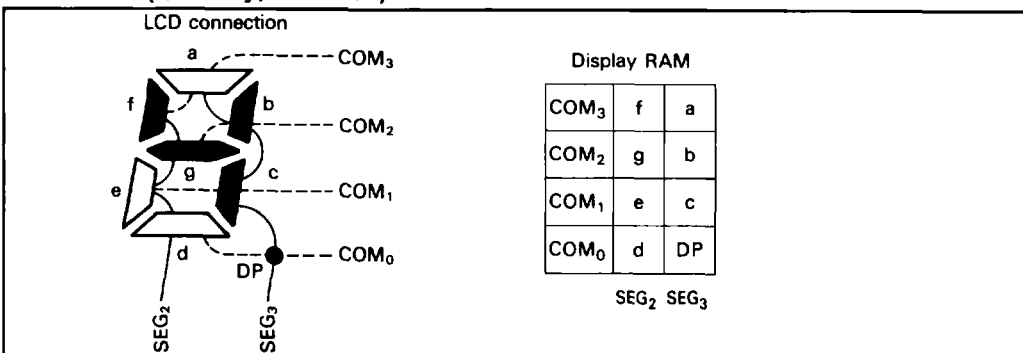 LCD connection
a
COM₃
f
b
COM₂
g
c
e
COM₁
d
DP
COM₀
SEG₂
SEG₃
Display RAM
COM₃ f a
COM₂ g b
COM₁ e c
COM₀ d DP
SEG₂ SEG₃